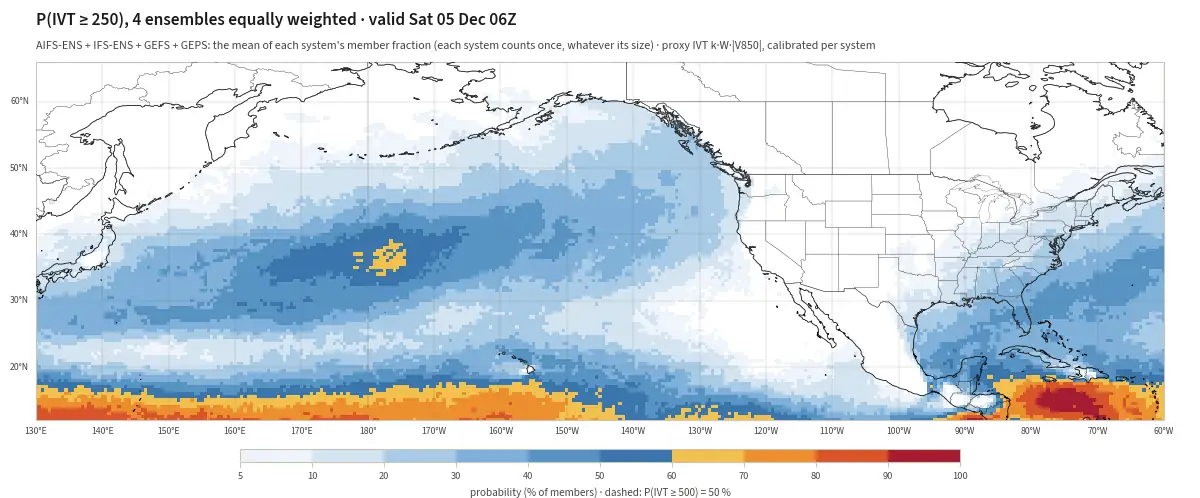 P(IVT ≥ 250), 4 ensembles equally weighted · valid Sat 05 Dec 06Z
AIFS-ENS + IFS-ENS + GEFS + GEPS: the mean of each system's member fraction (each system counts once, whatever its size) · proxy IVT k·W·|V850|, calibrated per system
60°N
50°N
40°N
30°N
20°N
130°E 140°E 150°E 160°E 170°E 180° 170°W 160°W 150°W 140°W 130°W 120°W 110°W 100°W 90°W 80°W 70°W 60°W
5 10 20 30 40 50 60 70 80 90 100
probability (% of members) · dashed: P(IVT ≥ 500) = 50 %